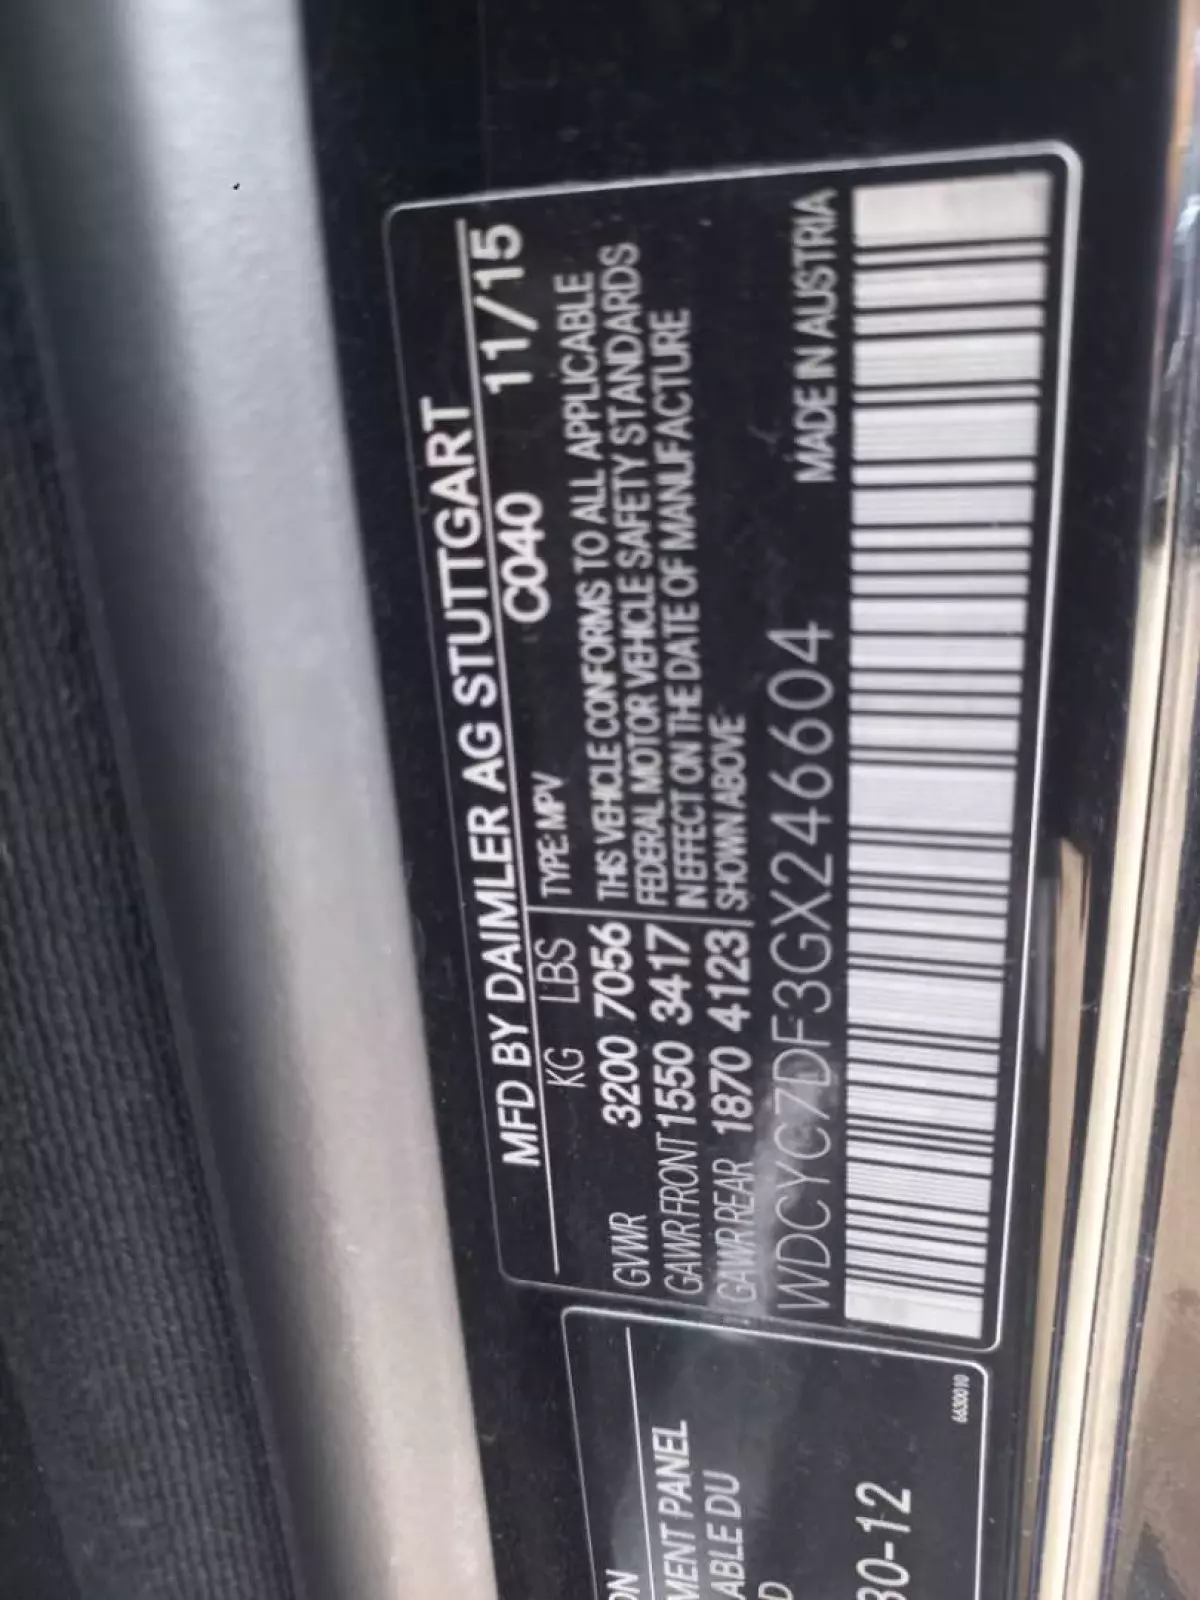 MFD BY DAIMLER AG STUTTGART
KG LBS
C040 11/15
TYPE: MPV
GVWR 3200 7056
GAWR FRONT 1550 3417
GAWR REAR 1870 4123
THIS VEHICLE CONFORMS TO ALL APPLICABLE
FEDERAL MOTOR VEHICLE SAFETY STANDARDS
IN EFFECT ON THE DATE OF MANUFACTURE
SHOWN ABOVE
MADE IN AUSTRIA
WDCYC7DF3GX246604
ON
MENT PANEL
ABLE DU
D
30-12
6630010